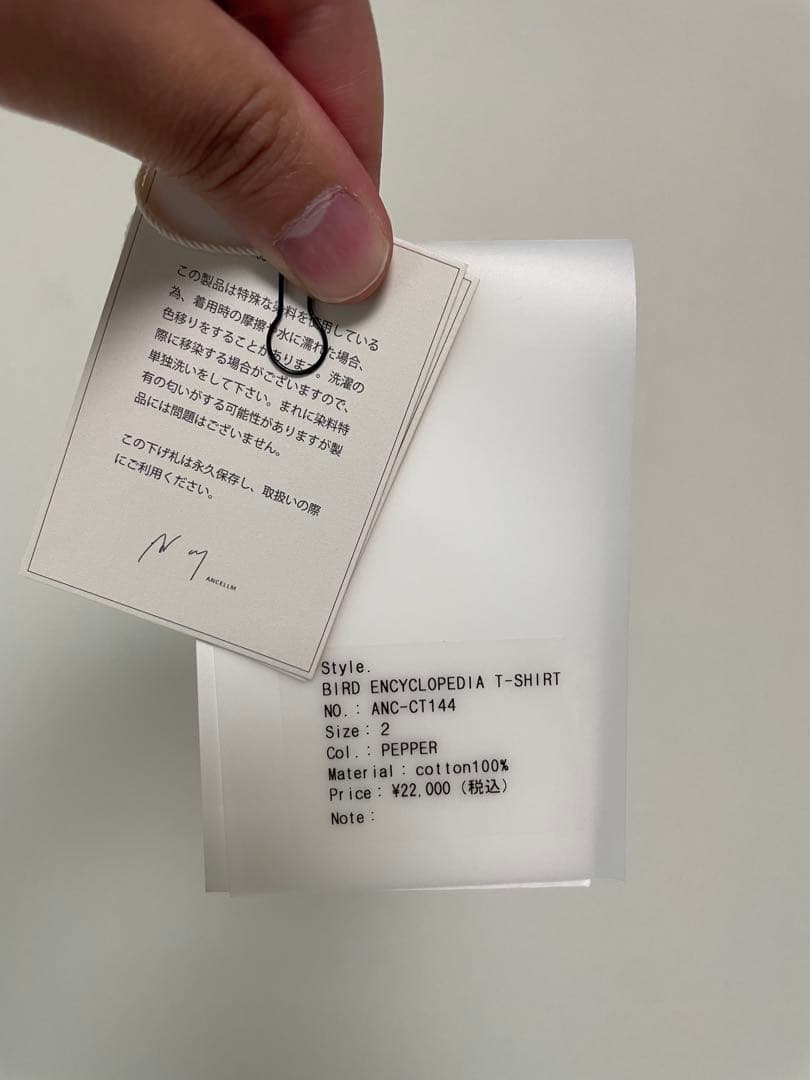 この製品は特殊な染料を使用している
為、着用時の摩擦や水に濡れた場合、
色移りをすることがあります。洗濯の
際に移染する場合がございますので、
単独洗いをして下さい。まれに染料特
有の匂いがする可能性がありますが製
品には問題はございません。
この下げ札は永久保存し、取扱いの際
にご利用ください。
ANCELLM
Style.
BIRD ENCYCLOPEDIA T-SHIRT
NO.: ANC-CT144
Size: 2
Col.: PEPPER
Material: cotton100%
Price: ¥22,000 (税込)
Note: